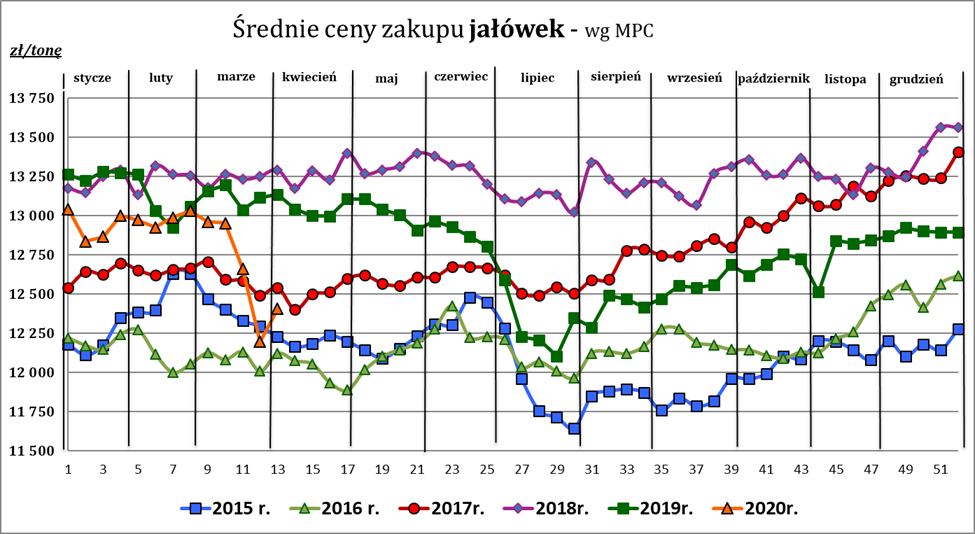 Średnie ceny zakupu jałówek - wg MPC
zł/tonę
stycze luty marze kwiecień maj czerwiec lipiec sierpień wrzesień październik listopa grudzień
13 750
13 500
13 250
13 000
12 750
12 500
12 250
12 000
11 750
11 500
1 3 5 7 9 11 13 15 17 19 21 23 25 27 29 31 33 35 37 39 41 43 45 47 49 51
2015 r. 2016 r. 2017r. 2018r. 2019r. 2020r.